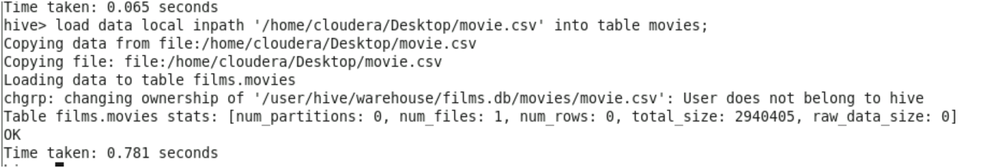 Time taken: 0.065 seconds
hive> load data local inpath '/home/cloudera/Desktop/movie.csv' into table movies;
Copying data from file:/home/cloudera/Desktop/movie.csv
Copying file: file:/home/cloudera/Desktop/movie.csv
Loading data to table films.movies
chgrp: changing ownership of '/user/hive/warehouse/films.db/movies/movie.csv': User does not belong to hive
Table films.movies stats: [num_partitions: 0, num_files: 1, num_rows: 0, total_size: 2940405, raw_data_size: 0]
OK
Time taken: 0.781 seconds